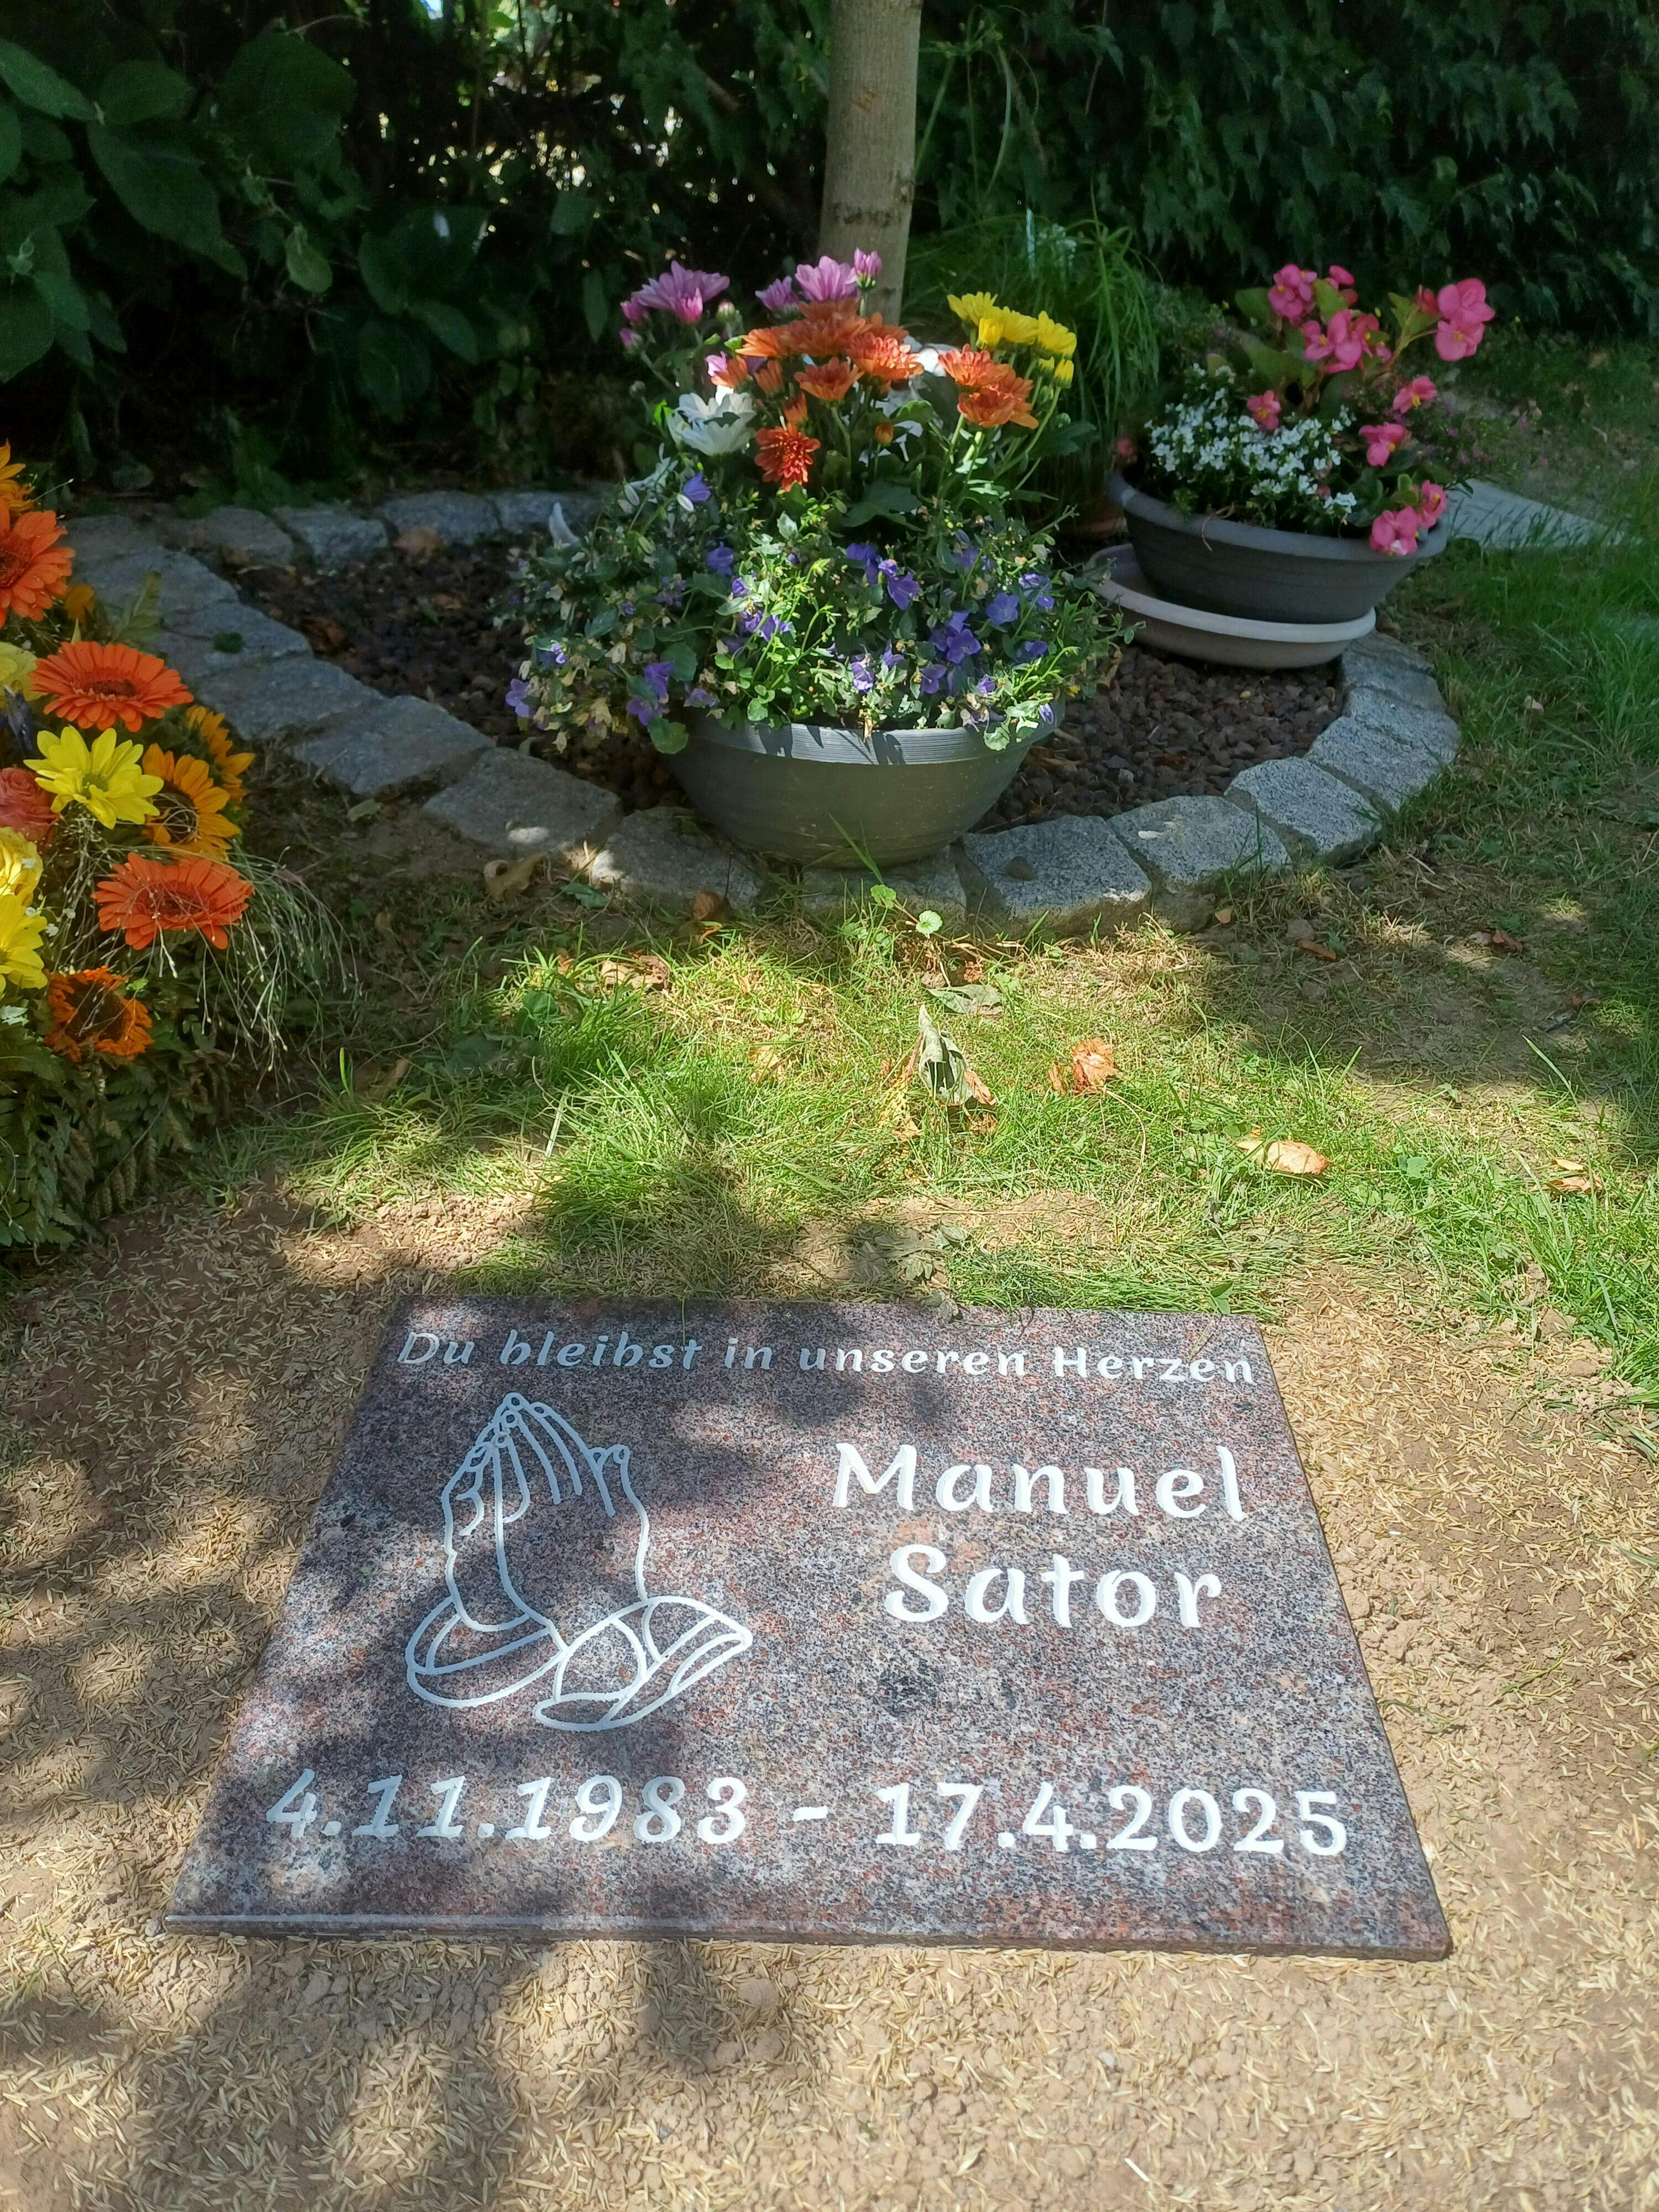 Du bleibst in unseren Herzen
Manuel
Sator
4.11.1983 - 17.4.2025